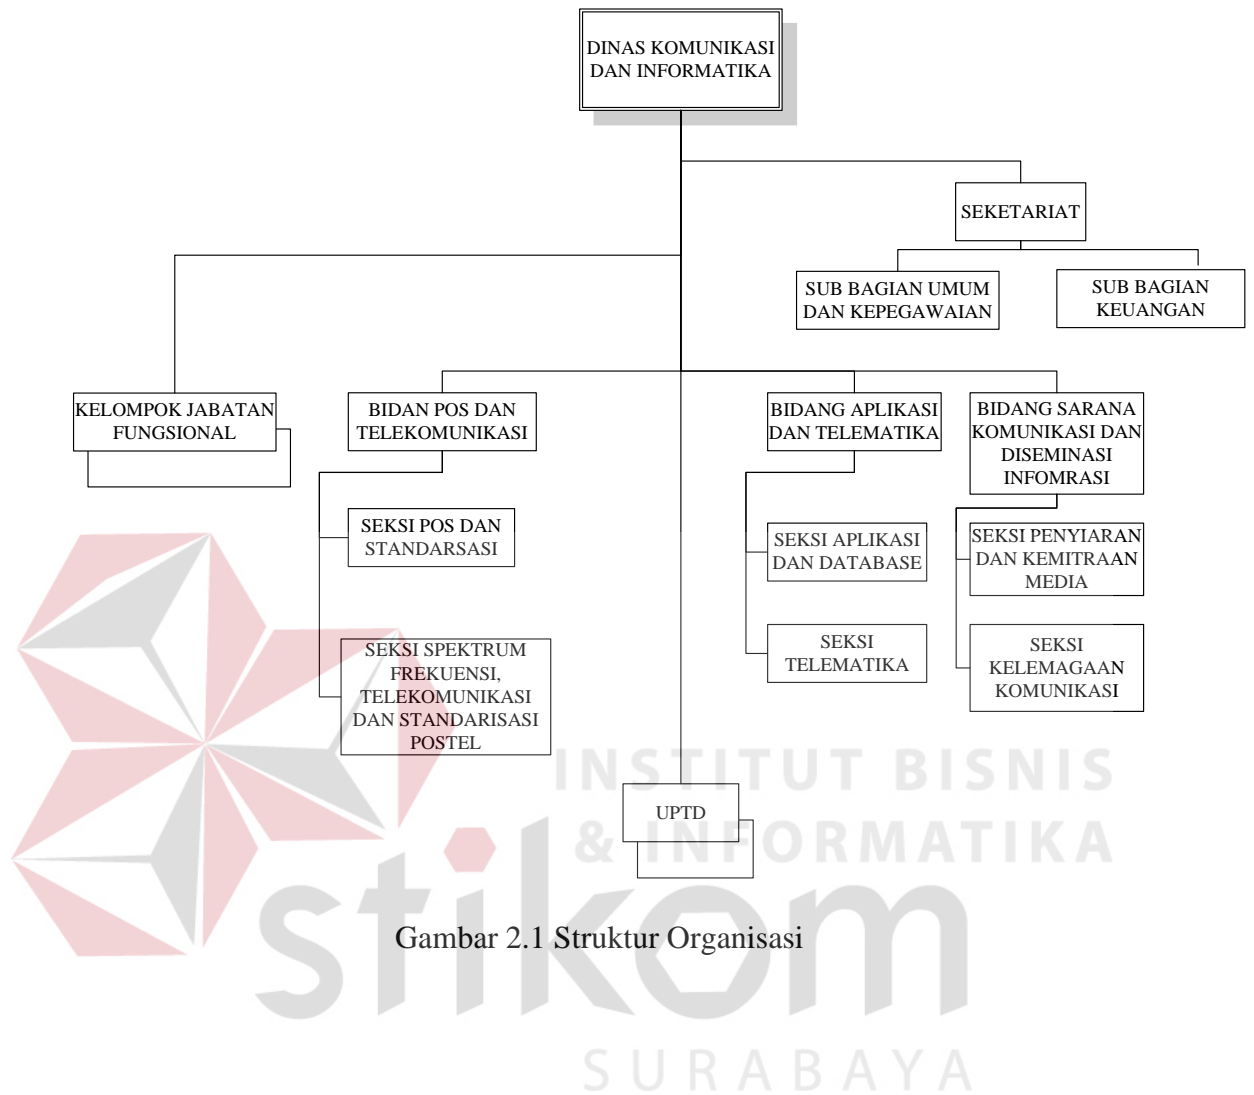 DINAS KOMUNIKASI
DAN INFORMATIKA
SEKETARIAT
SUB BAGIAN UMUM
DAN KEPEGAWAIAN
SUB BAGIAN
KEUANGAN
KELOMPOK JABATAN
FUNGSIONAL
BIDAN POS DAN
TELEKOMUNIKASI
BIDANG APLIKASI
DAN TELEMATIKA
BIDANG SARANA
KOMUNIKASI DAN
DISEMINASI
INFOMRASI
SEKSI POS DAN
STANDARSASI
SEKSI APLIKASI
DAN DATABASE
SEKSI PENYIARAN
DAN KEMITRAAN
MEDIA
SEKSI SPEKTRUM
FREKUENSI,
TELEKOMUNIKASI
DAN STANDARISASI
POSTEL
SEKSI
TELEMATIKA
SEKSI
KELEMAGAAN
KOMUNIKASI
UPTD
INSTITUT BISNIS
& INFORMATIKA
stikom
SURABAYA
Gambar 2.1 Struktur Organisasi